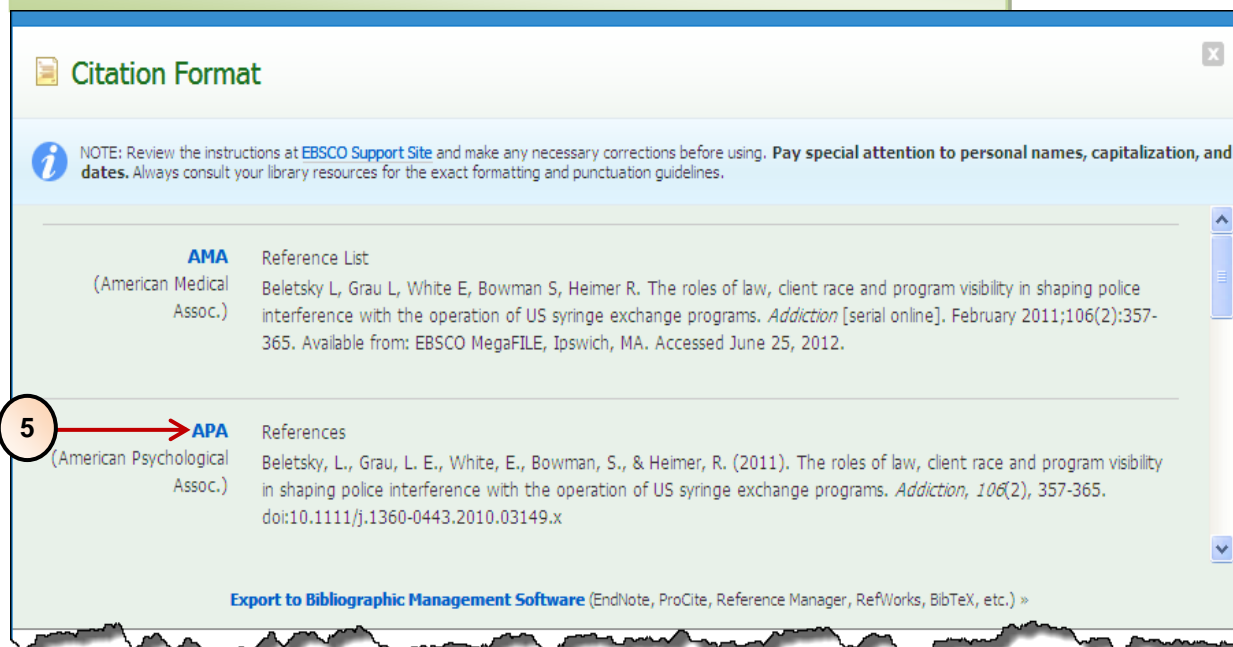 Citation Format
X
NOTE: Review the instructions at EBSCO Support Site and make any necessary corrections before using. Pay special attention to personal names, capitalization, and
dates. Always consult your library resources for the exact formatting and punctuation guidelines.
AMA
(American Medical
Assoc.)
Reference List
Beletsky L, Grau L, White E, Bowman S, Heimer R. The roles of law, client race and program visibility in shaping police
interference with the operation of US syringe exchange programs. Addiction [serial online]. February 2011;106(2):357-
365. Available from: EBSCO MegaFILE, Ipswich, MA. Accessed June 25, 2012.
5
APA
(American Psychological
Assoc.)
References
Beletsky, L., Grau, L. E., White, E., Bowman, S., & Heimer, R. (2011). The roles of law, client race and program visibility
in shaping police interference with the operation of US syringe exchange programs. Addiction, 106(2), 357-365.
doi:10.1111/j.1360-0443.2010.03149.x
Export to Bibliographic Management Software (EndNote, ProCite, Reference Manager, RefWorks, BibTeX, etc.) »